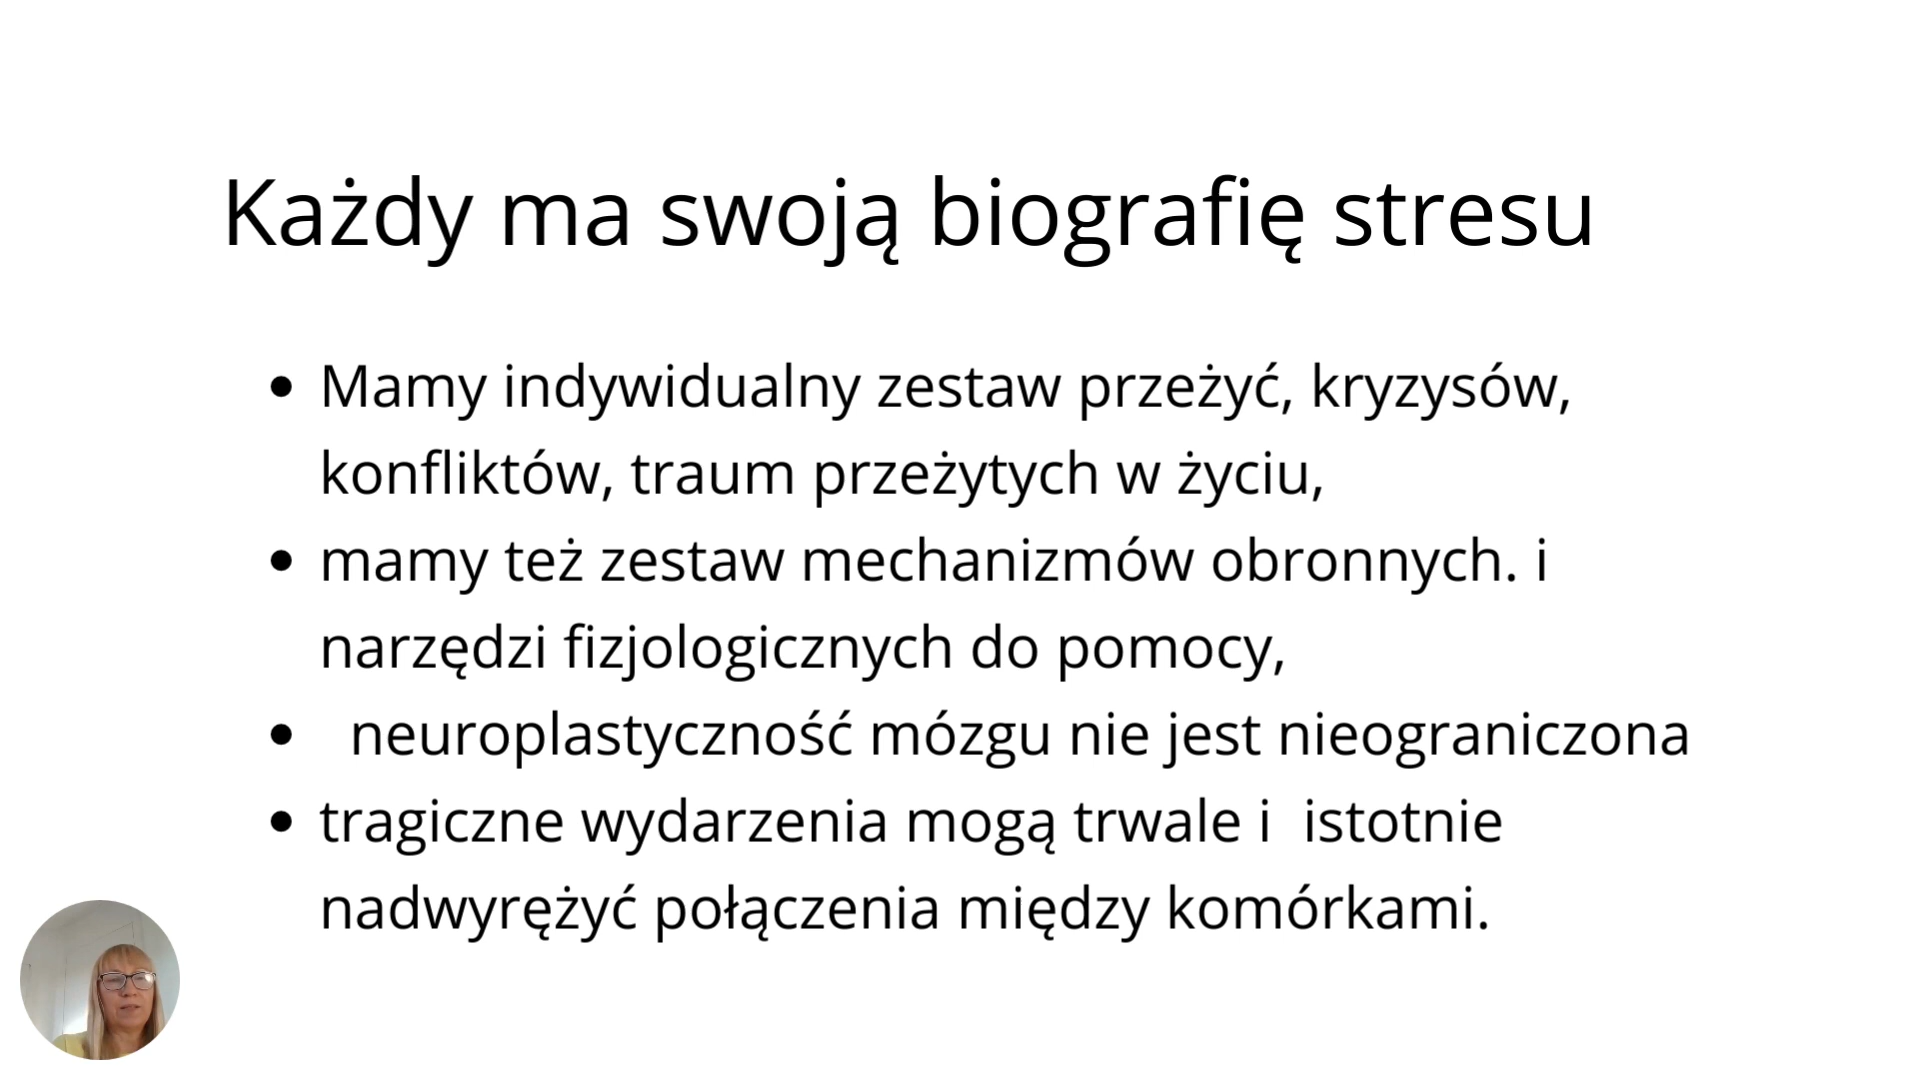 Każdy ma swoją biografię stresu
• Mamy indywidualny zestaw przeżyć, kryzysów,
konfliktów, traum przeżytych w życiu,
• mamy też zestaw mechanizmów obronnych. i
narzędzi fizjologicznych do pomocy,
• neuroplastyczność mózgu nie jest nieograniczona
• tragiczne wydarzenia mogą trwale i  istotnie
nadwyrężyć połączenia między komórkami.